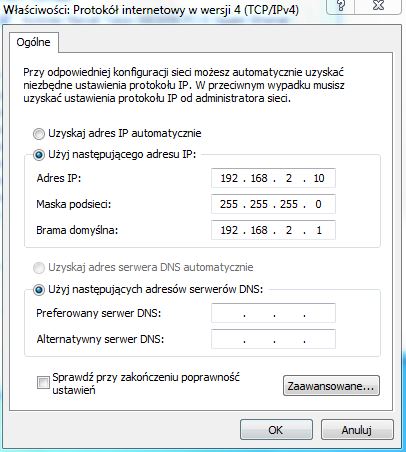 Właściwości: Protokół internetowy w wersji 4 (TCP/IPv4)
?
Ogólne
Przy odpowiedniej konfiguracji sieci możesz automatycznie uzyskać
niezbędne ustawienia protokołu IP. W przeciwnym wypadku musisz
uzyskać ustawienia protokołu IP od administratora sieci.
Uzyskaj adres IP automatycznie
Użyj następującego adresu IP:
Adres IP: 192 . 168 . 2 . 10
Maska podsieci: 255 . 255 . 255 . 0
Brama domyślna: 192 . 168 . 2 . 1
Uzyskaj adres serwera DNS automatycznie
Użyj następujących adresów serwerów DNS:
Preferowany serwer DNS: . . .
Alternatywny serwer DNS: . . .
Sprawdź przy zakończeniu poprawność
ustawień
Zaawansowane...
OK Anuluj